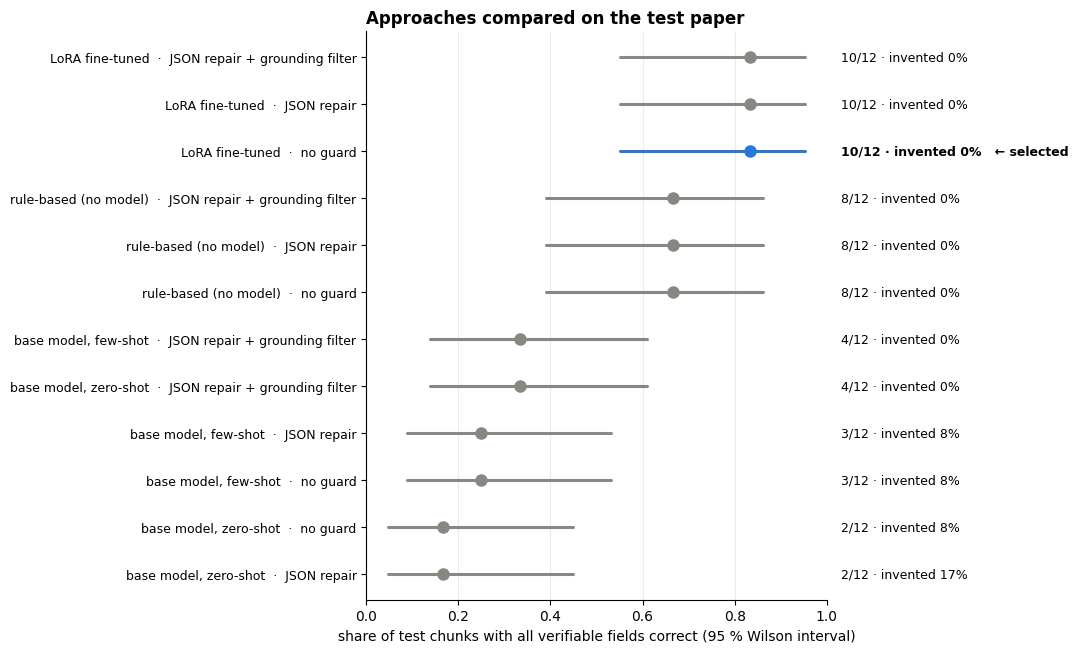 Approaches compared on the test paper
LoRA fine-tuned · JSON repair + grounding filter 10/12 · invented 0%
LoRA fine-tuned · JSON repair 10/12 · invented 0%
LoRA fine-tuned · no guard 10/12 · invented 0% ← selected
rule-based (no model) · JSON repair + grounding filter 8/12 · invented 0%
rule-based (no model) · JSON repair 8/12 · invented 0%
rule-based (no model) · no guard 8/12 · invented 0%
base model, few-shot · JSON repair + grounding filter 4/12 · invented 0%
base model, zero-shot · JSON repair + grounding filter 4/12 · invented 0%
base model, few-shot · JSON repair 3/12 · invented 8%
base model, few-shot · no guard 3/12 · invented 8%
base model, zero-shot · no guard 2/12 · invented 8%
base model, zero-shot · JSON repair 2/12 · invented 17%
0.0 0.2 0.4 0.6 0.8 1.0
share of test chunks with all verifiable fields correct (95 % Wilson interval)